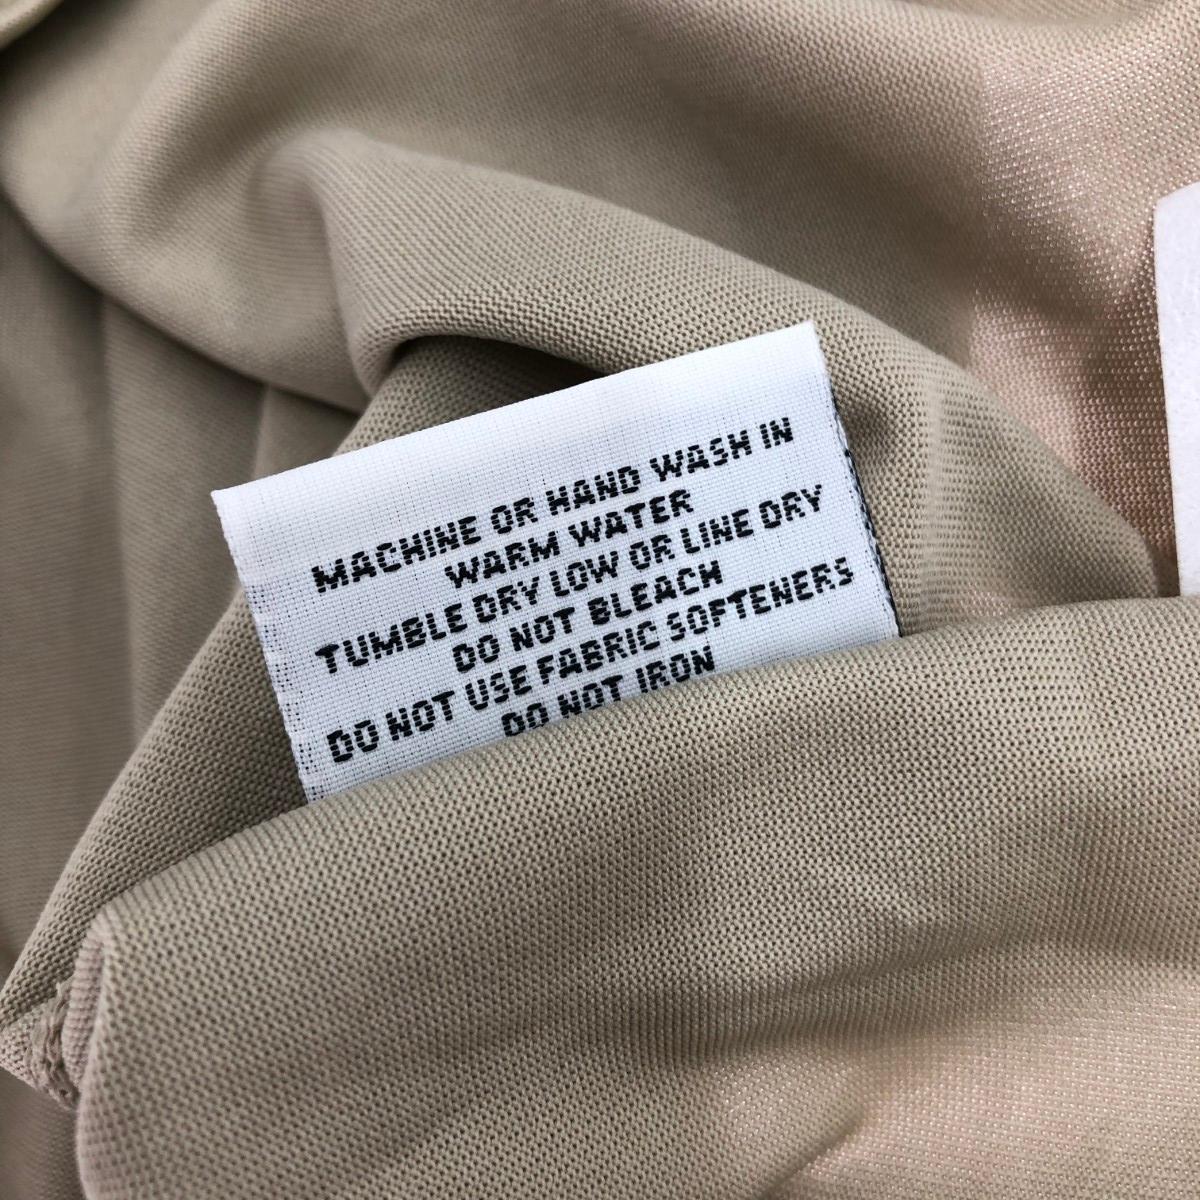 MACHINE OR HAND WASH IN
WARM WATER
TUMBLE DRY LOW OR LINE DRY
DO NOT BLEACH
DO NOT USE FABRIC SOFTENERS
DO NOT IRON